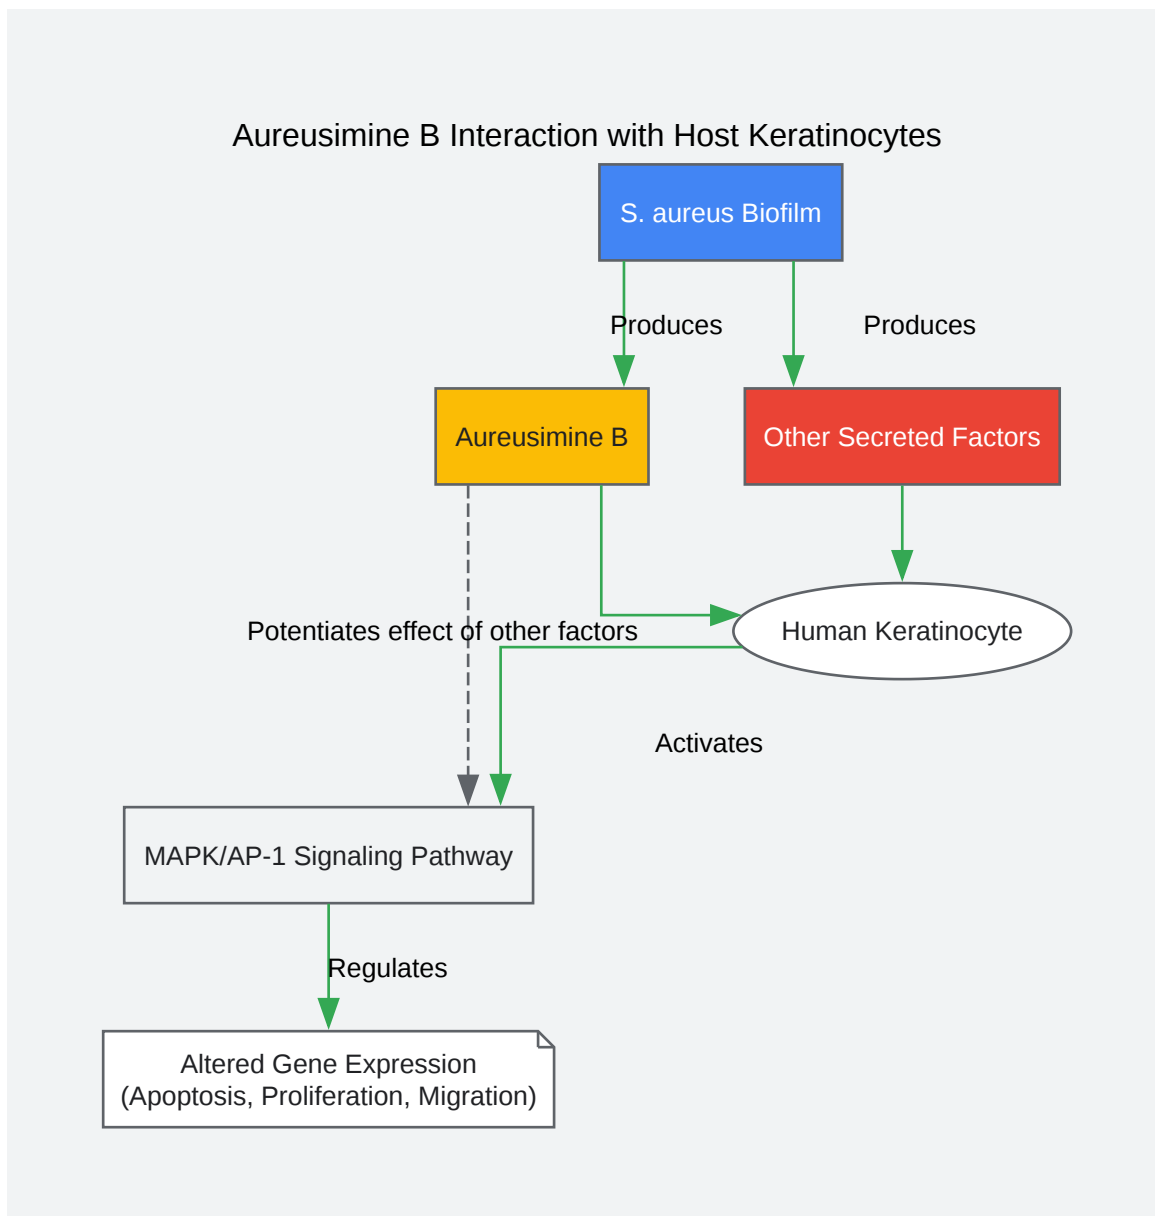 Aureusimine B Interaction with Host Keratinocytes
S. aureus Biofilm
Produces
Produces
Aureusimine B
Other Secreted Factors
Potentiates effect of other factors
Human Keratinocyte
Activates
MAPK/AP-1 Signaling Pathway
Regulates
Altered Gene Expression
(Apoptosis, Proliferation, Migration)